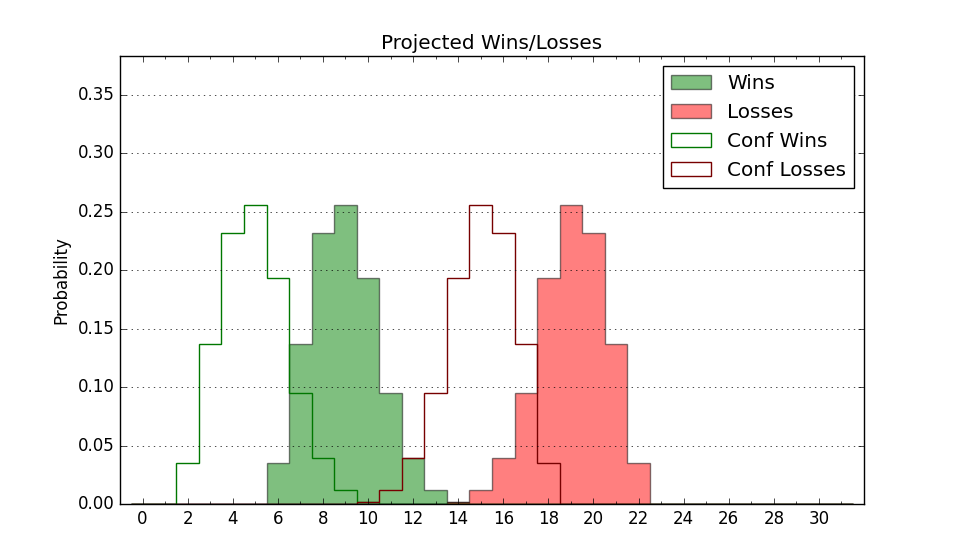 Projected Wins/Losses
Wins
Losses
Conf Wins
Conf Losses
Probability
0.35
0.30
0.25
0.20
0.15
0.10
0.05
0.00
0 2 4 6 8 10 12 14 16 18 20 22 24 26 28 30